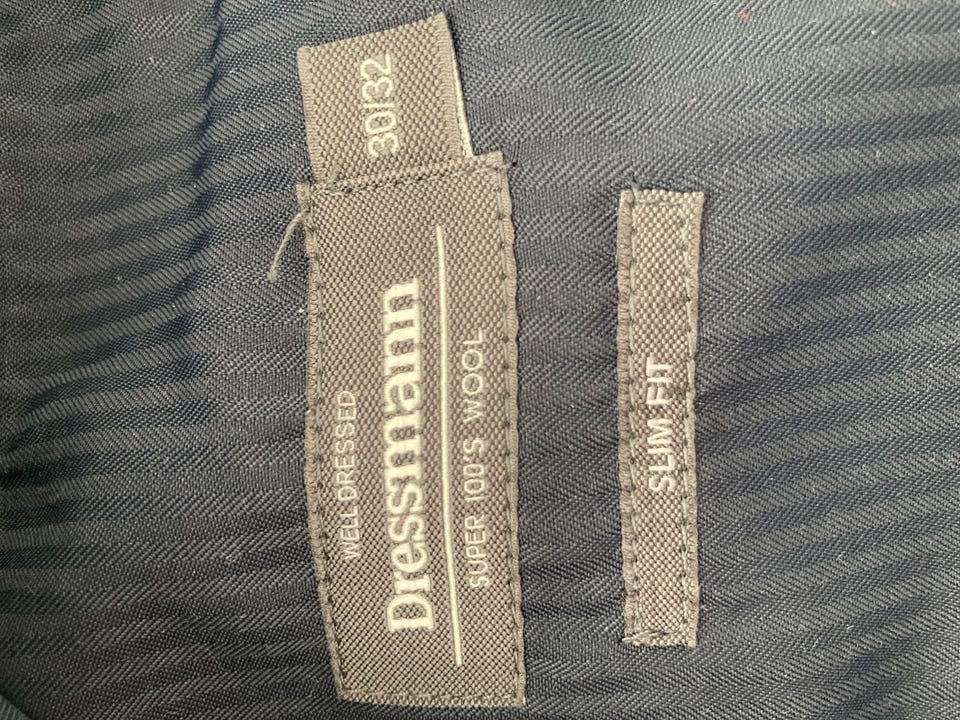 WELL DRESSED
Dressmann
SUPER 100'S WOOL
30/32
SLIM FIT